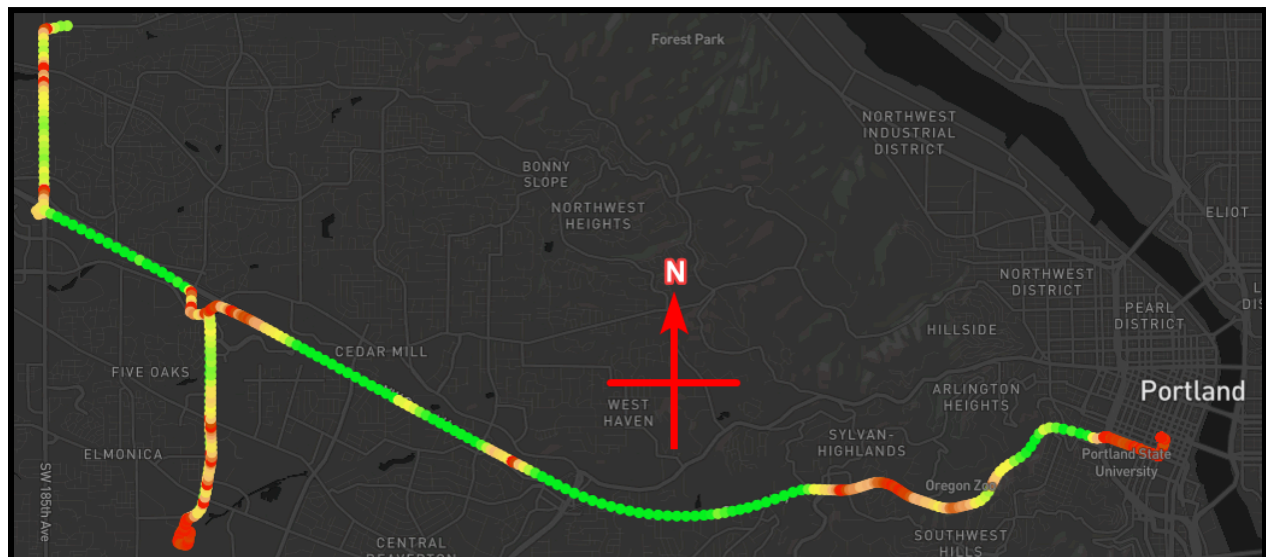 Forest Park
NORTHWEST
INDUSTRIAL
DISTRICT
BONNY
SLOPE
NORTHWEST
HEIGHTS
ELIOT
N
NORTHWEST
DISTRICT
PEARL
DISTRICT
HILLSIDE
CEDAR MILL
FIVE OAKS
ARLINGTON
HEIGHTS
Portland
WEST
HAVEN
SYLVAN-
HIGHLANDS
ELMONICA
Portland State
University
SW 185th Ave
Oregon Zoo
SOUTHWEST
HILLS
CENTRAL
BEAVERTON